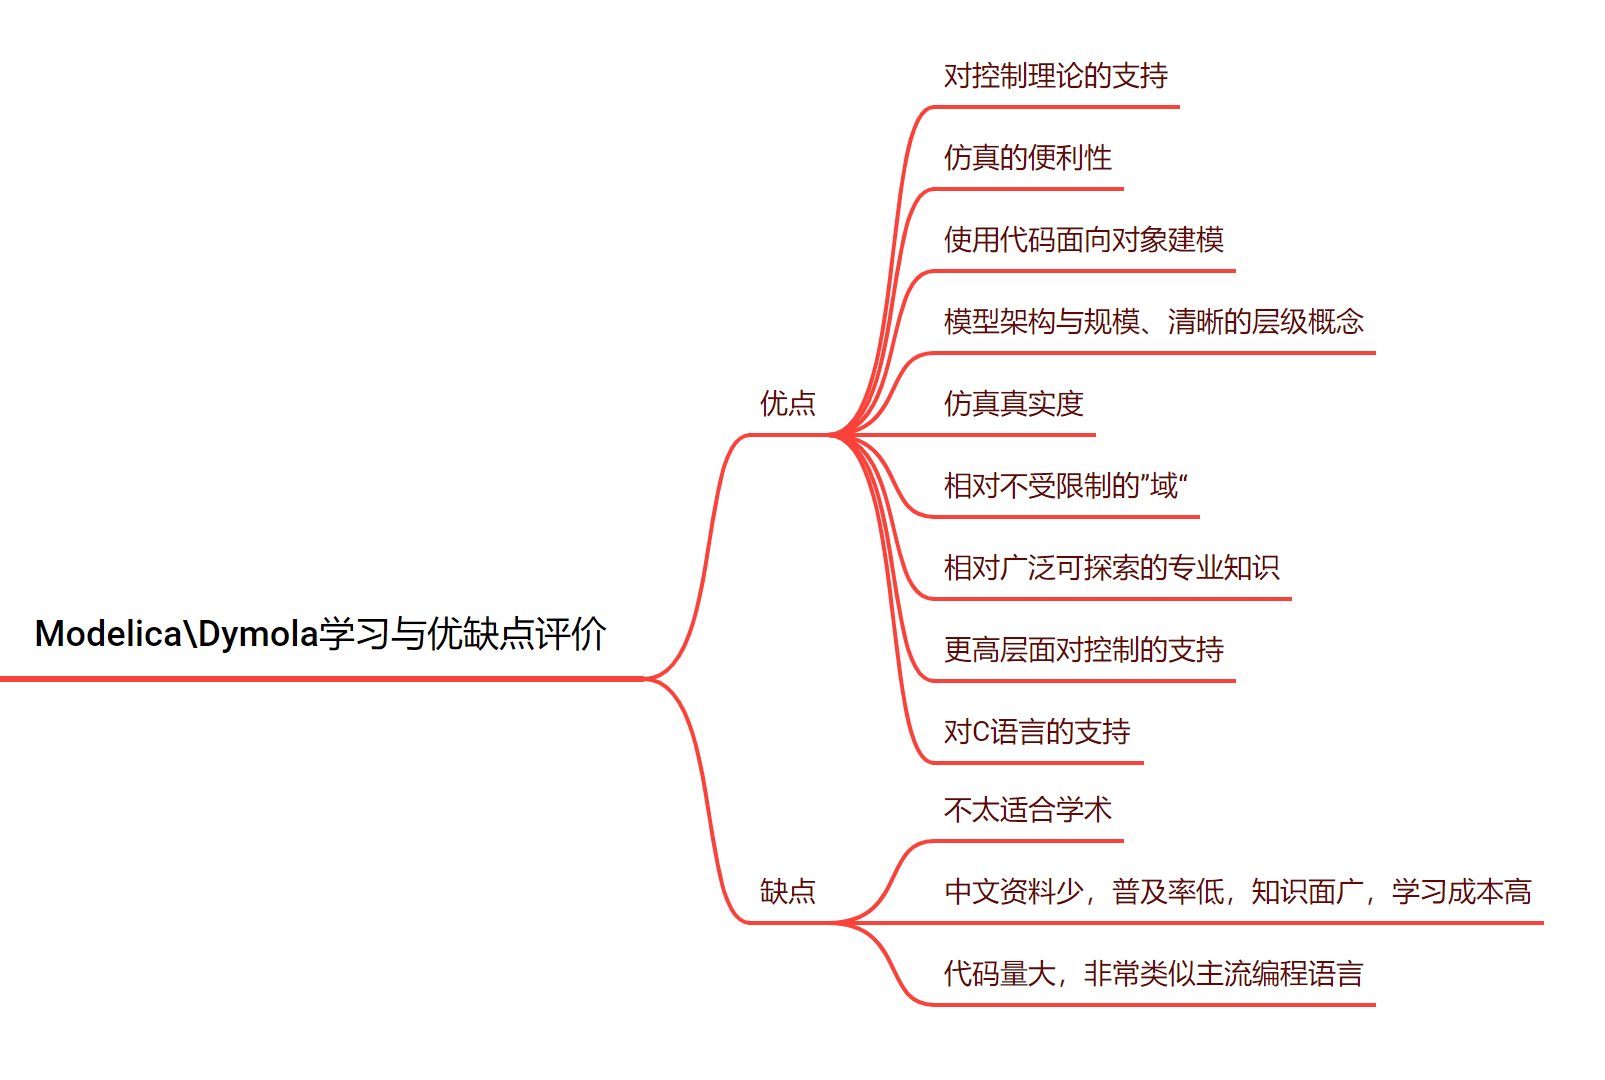 Modelica\Dymola学习与优缺点评价
优点
对控制理论的支持
仿真的便利性
使用代码面向对象建模
模型架构与规模、清晰的层级概念
仿真真实度
相对不受限制的”域“
相对广泛可探索的专业知识
更高层面对控制的支持
对C语言的支持
缺点
不太适合学术
中文资料少，普及率低，知识面广，学习成本高
代码量大，非常类似主流编程语言